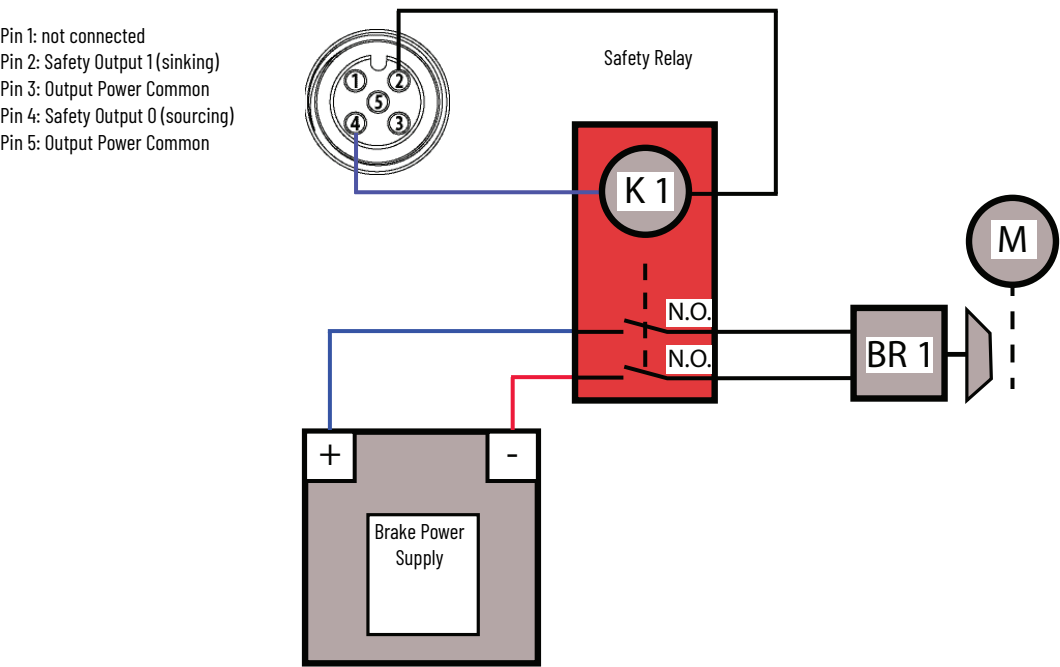 Pin 1: not connected
Pin 2: Safety Output 1 (sinking)
Pin 3: Output Power Common
Pin 4: Safety Output 0 (sourcing)
Pin 5: Output Power Common
1
2
5
4
3
Safety Relay
K 1
M
N.O.
N.O.
BR 1
+
-
Brake Power
Supply